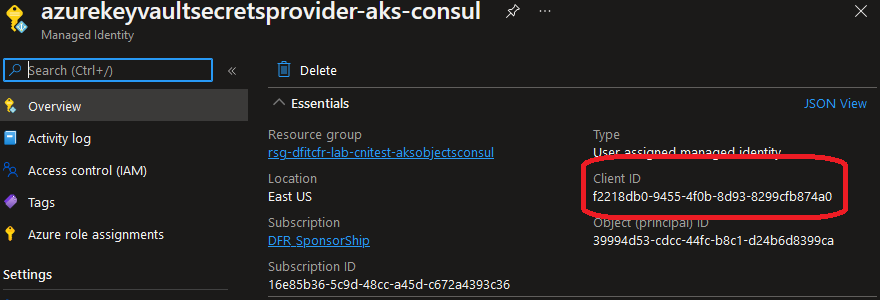 azurekeyvaultsecretsprovider-aks-consul
Managed Identity
Search (Ctrl+/)
Overview
Activity log
Access control (IAM)
Tags
Azure role assignments
Settings
Delete
Essentials
JSON View
Resource group
rsg-dfitcfr-lab-cnitest-aksobjectsconsul
Location
East US
Subscription
DFR_SponsorShip
Subscription ID
16e85b36-5c9d-48cc-a45d-c672a4393c36
Type
User assigned managed identity
Client ID
f2218db0-9455-4f0b-8d93-8299cfb874a0
Object (principal) ID
39994d53-cdcc-44fc-b8c1-d24b6d8399ca